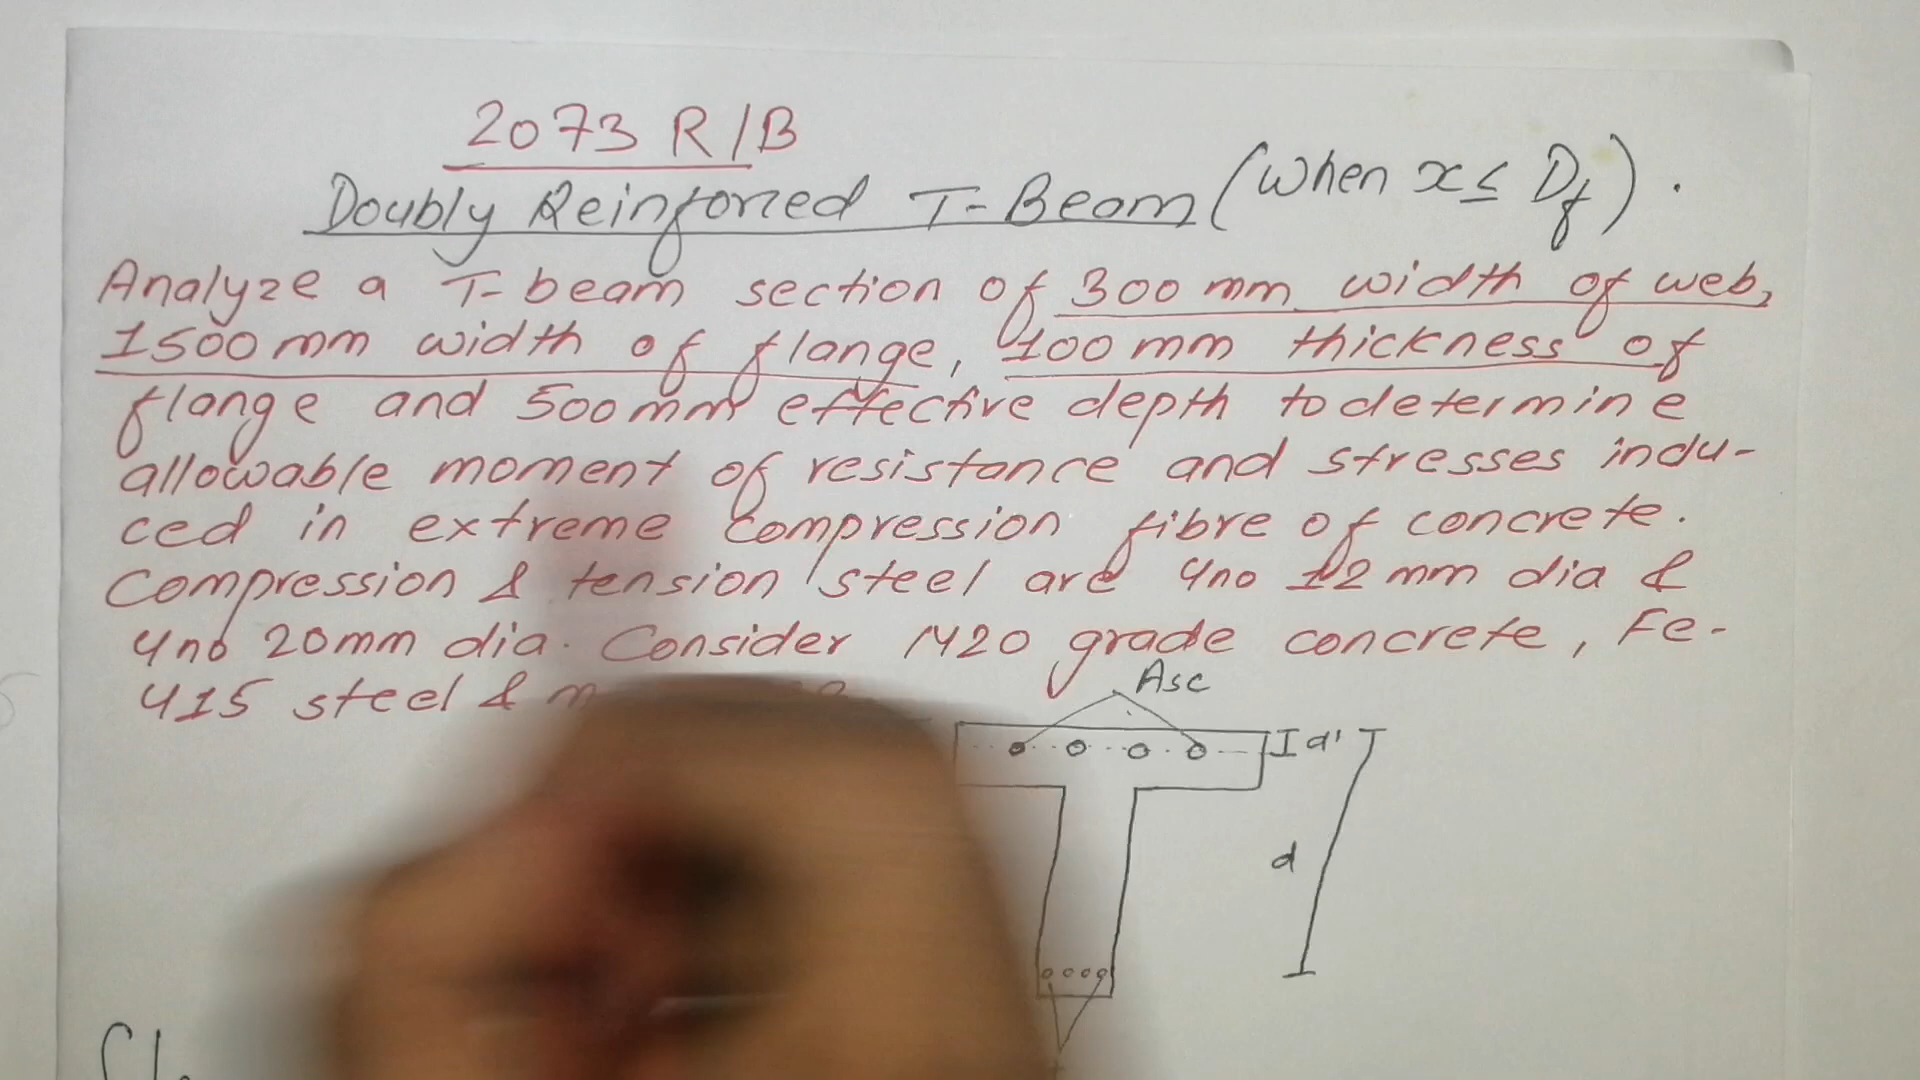 2073 R/B
Doubly Reinforced T-Beam (When x ≤ Df).
Analyze a T-beam section of 300 mm width of web,
1500 mm width of flange, 100 mm thickness of
flange and 500mm effective depth to determine
allowable moment of resistance and stresses indu-
ced in extreme compression fibre of concrete.
Compression & tension steel are 4no 12 mm dia &
4no 20mm dia. Consider M20 grade concrete, Fe-
415 steel &
Asc
d'
d